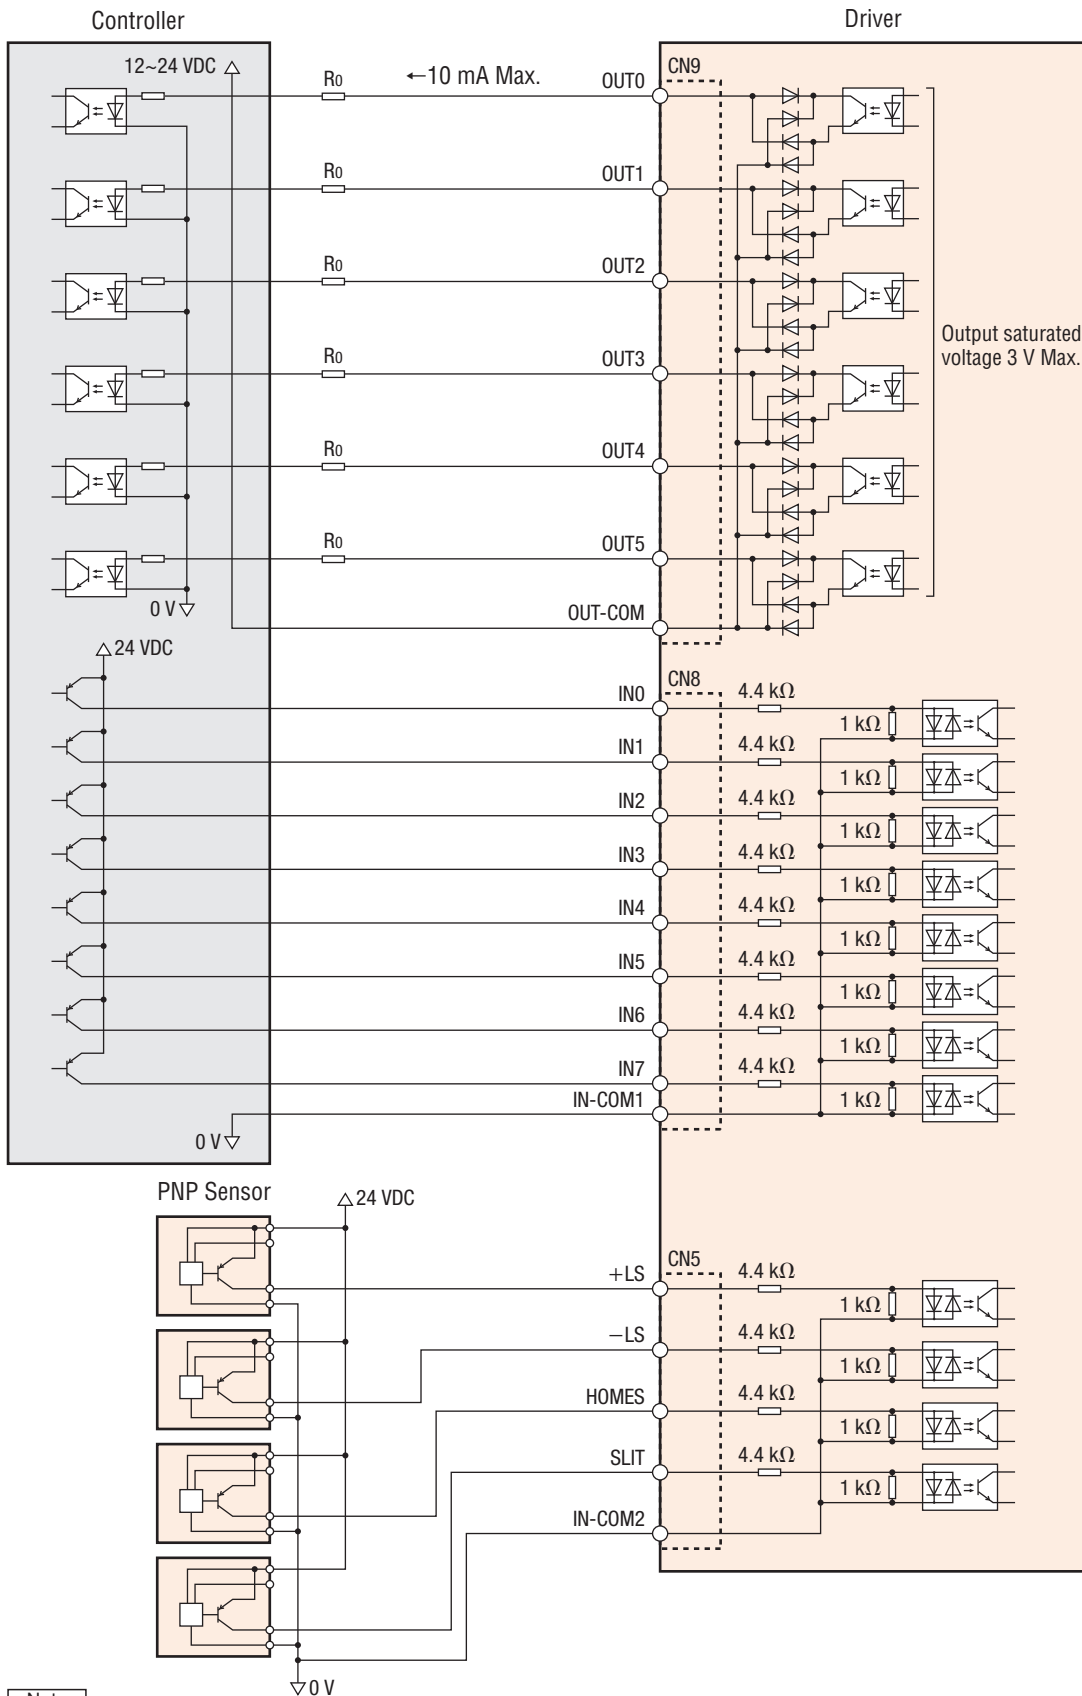 Controller
Driver
12~24 VDC
R0
←10 mA Max.
OUT0
CN9
R0
OUT1
R0
OUT2
Output saturated
voltage 3 V Max.
R0
OUT3
R0
OUT4
R0
OUT5
0 V
OUT-COM
24 VDC
CN8
IN0
4.4 kΩ
1 kΩ
IN1
4.4 kΩ
1 kΩ
IN2
4.4 kΩ
1 kΩ
IN3
4.4 kΩ
1 kΩ
IN4
4.4 kΩ
1 kΩ
IN5
4.4 kΩ
1 kΩ
IN6
4.4 kΩ
1 kΩ
IN7
4.4 kΩ
1 kΩ
IN-COM1
0 V
PNP Sensor
24 VDC
CN5
+LS
4.4 kΩ
1 kΩ
−LS
4.4 kΩ
1 kΩ
HOMES
4.4 kΩ
1 kΩ
SLIT
4.4 kΩ
1 kΩ
IN-COM2
0 V